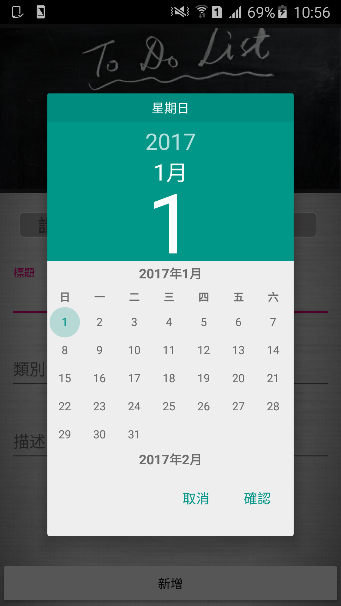 69% 10:56
To Do List
星期日
2017
1月
1
2017年1月
標題
日 一 二 三 四 五 六
1 2 3 4 5 6 7
8 9 10 11 12 13 14
15 16 17 18 19 20 21
類別
22 23 24 25 26 27 28
29 30 31
描述
2017年2月
取消 確認
新增